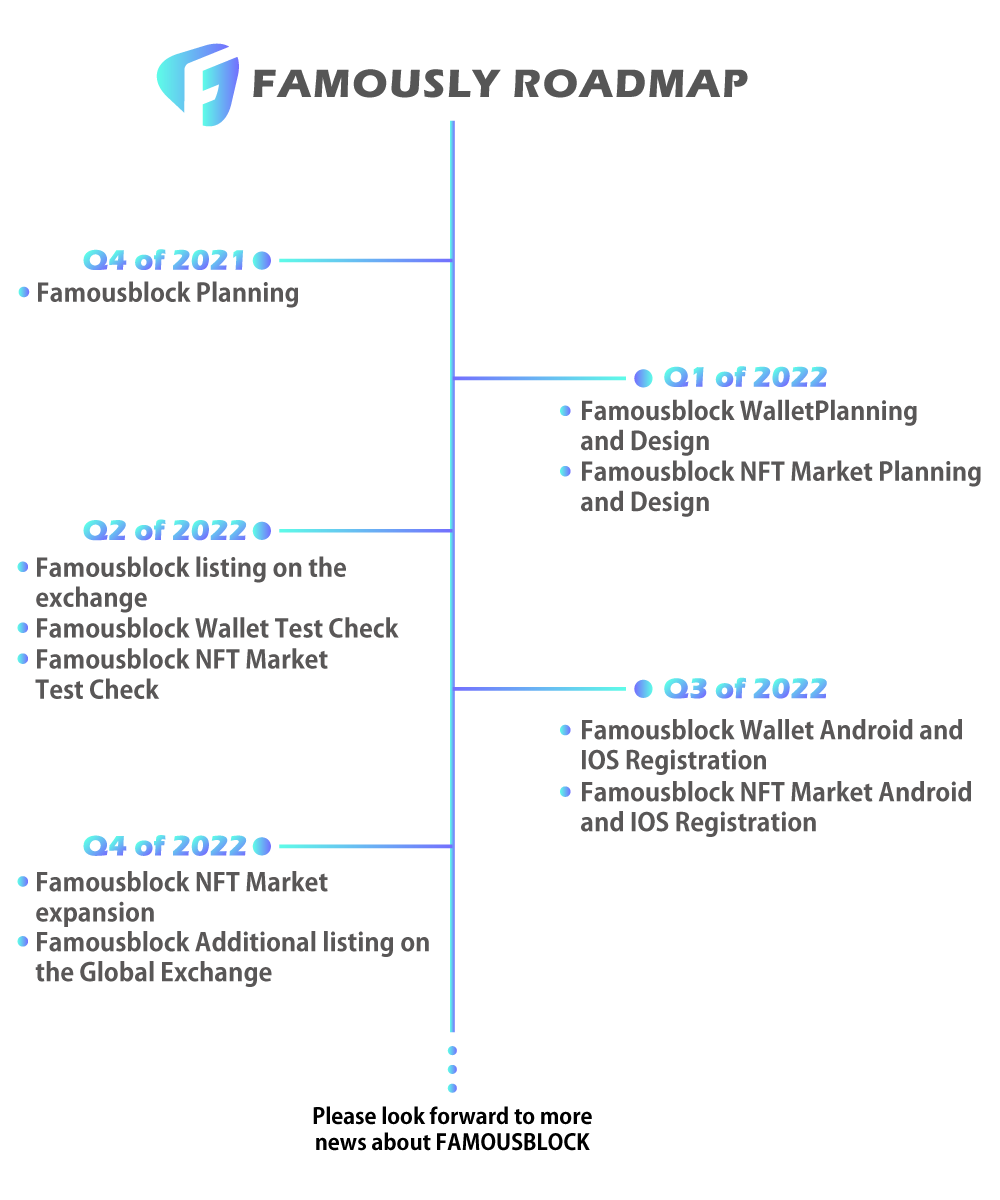 FAMOUSLY ROADMAP
Q4 of 2021
Famousblock Planning
Q1 of 2022
Famousblock WalletPlanning
and Design
Famousblock NFT Market Planning
and Design
Q2 of 2022
Famousblock listing on the
exchange
Famousblock Wallet Test Check
Famousblock NFT Market
Test Check
Q3 of 2022
Famousblock Wallet Android and
IOS Registration
Famousblock NFT Market Android
and IOS Registration
Q4 of 2022
Famousblock NFT Market
expansion
Famousblock Additional listing on
the Global Exchange
Please look forward to more
news about FAMOUSBLOCK